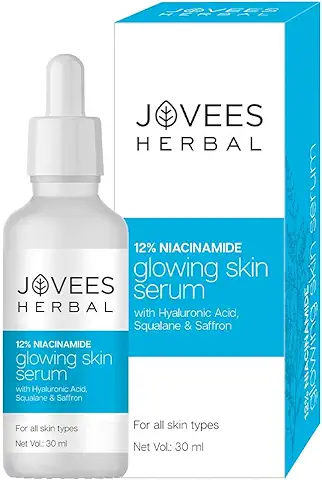 JOVEES
HERBAL
12% NIACINAMIDE
glowing skin
serum
with Hyaluronic Acid,
Squalane & Saffron
For all skin types
Net Vol.: 30 ml
JOVEES
HERBAL
12% NIACINAMIDE
glowing skin
serum
with Hyaluronic Acid,
Squalane & Saffron
For all skin types
Net Vol.: 30 ml
12% NIACINAMIDE
glowing skin serum